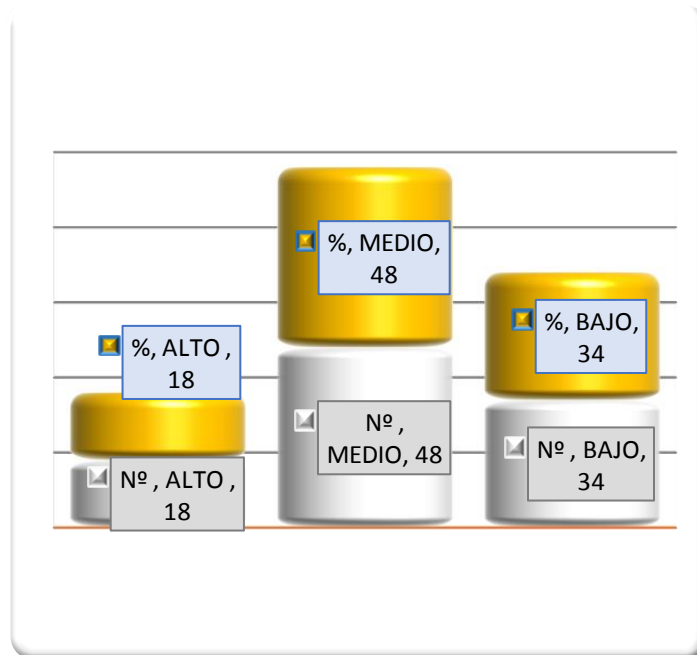 %, MEDIO,
48
%, BAJO,
34
%, ALTO ,
18
Nº ,
MEDIO, 48
Nº , BAJO,
34
Nº , ALTO ,
18